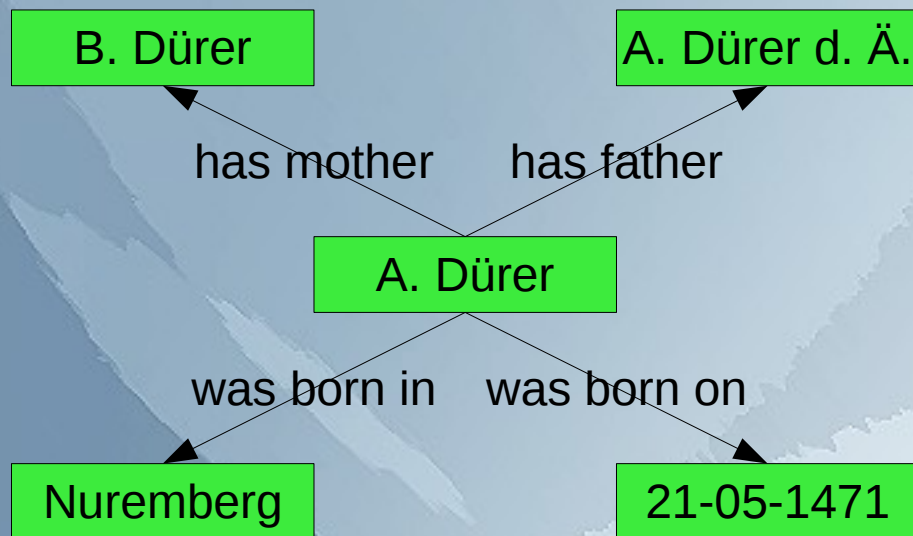 B. Dürer
A. Dürer d. Ä.
has mother
has father
A. Dürer
was born in
was born on
Nuremberg
21-05-1471